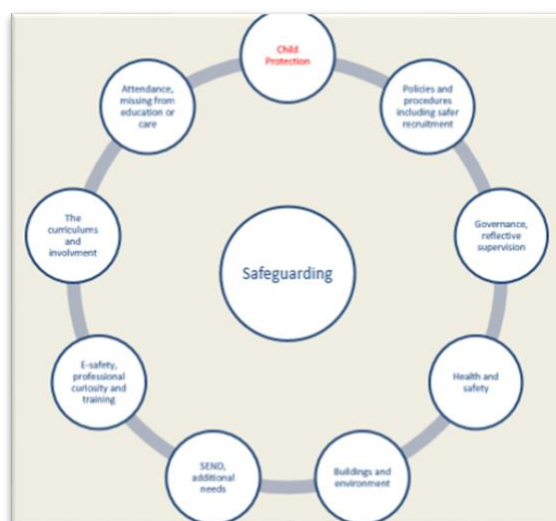 Child
Protection
Policies and
procedures
including safer
recruitment
Governance,
reflective
supervision
Health and
safety
Buildings and
environment
SEND,
additional
needs
E-safety,
professional
curiosity and
training
The
curriculums
and
involvment
Attendance,
missing from
education or
care
Safeguarding